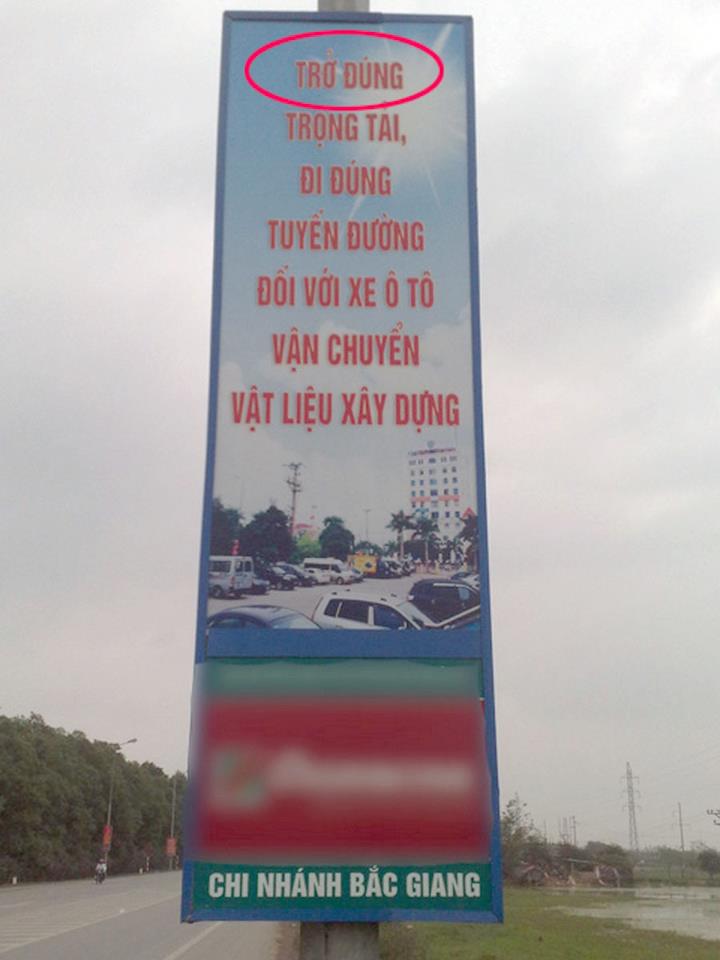 TRỞ ĐÚNG
TRỌNG TẢI,
ĐI ĐÚNG
TUYẾN ĐƯỜNG
ĐỐI VỚI XE Ô TÔ
VẬN CHUYỂN
VẬT LIỆU XÂY DỰNG
CHI NHÁNH BẮC GIANG